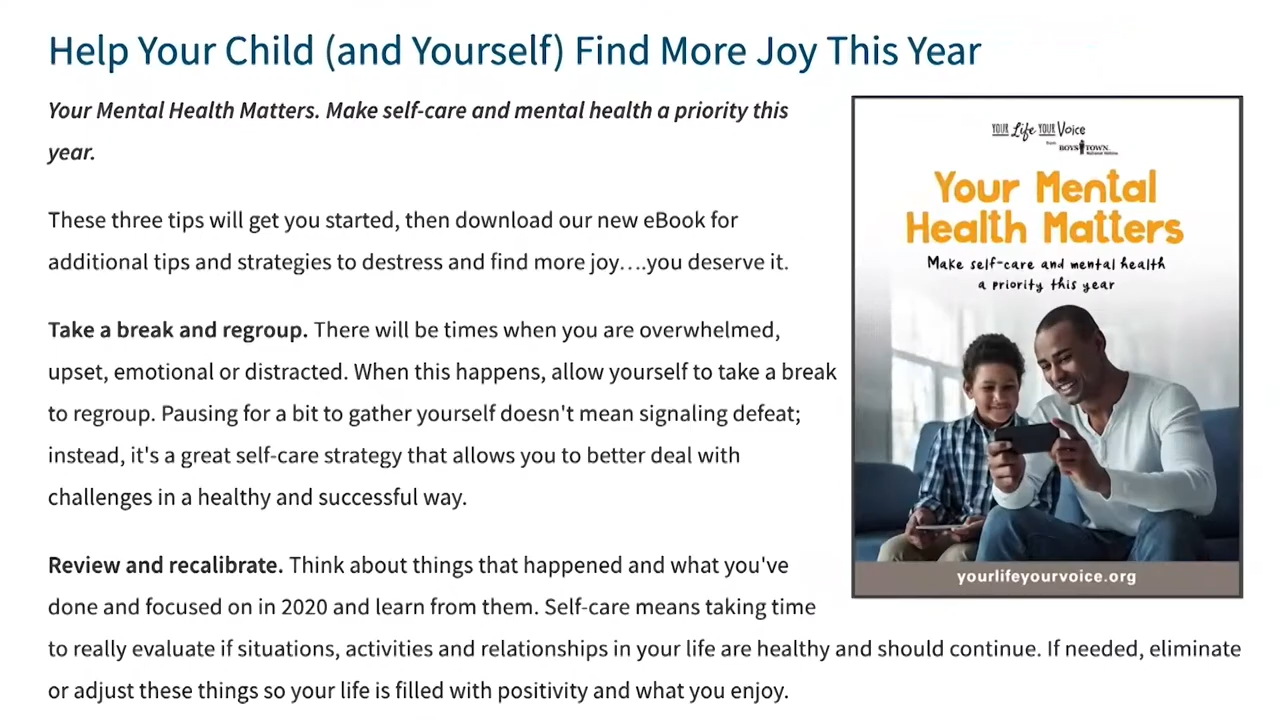 Help Your Child (and Yourself) Find More Joy This Year
Your Mental Health Matters. Make self-care and mental health a priority this
year.
These three tips will get you started, then download our new eBook for
additional tips and strategies to destress and find more joy….you deserve it.
Take a break and regroup. There will be times when you are overwhelmed,
upset, emotional or distracted. When this happens, allow yourself to take a break
to regroup. Pausing for a bit to gather yourself doesn't mean signaling defeat;
instead, it's a great self-care strategy that allows you to better deal with
challenges in a healthy and successful way.
Review and recalibrate. Think about things that happened and what you've
done and focused on in 2020 and learn from them. Self-care means taking time
to really evaluate if situations, activities and relationships in your life are healthy and should continue. If needed, eliminate
or adjust these things so your life is filled with positivity and what you enjoy.
YOUR Life YOUR Voice
from BOYS TOWN
National Hotline
Your Mental
Health Matters
Make self-care and mental health
a priority this year
yourlifeyourvoice.org